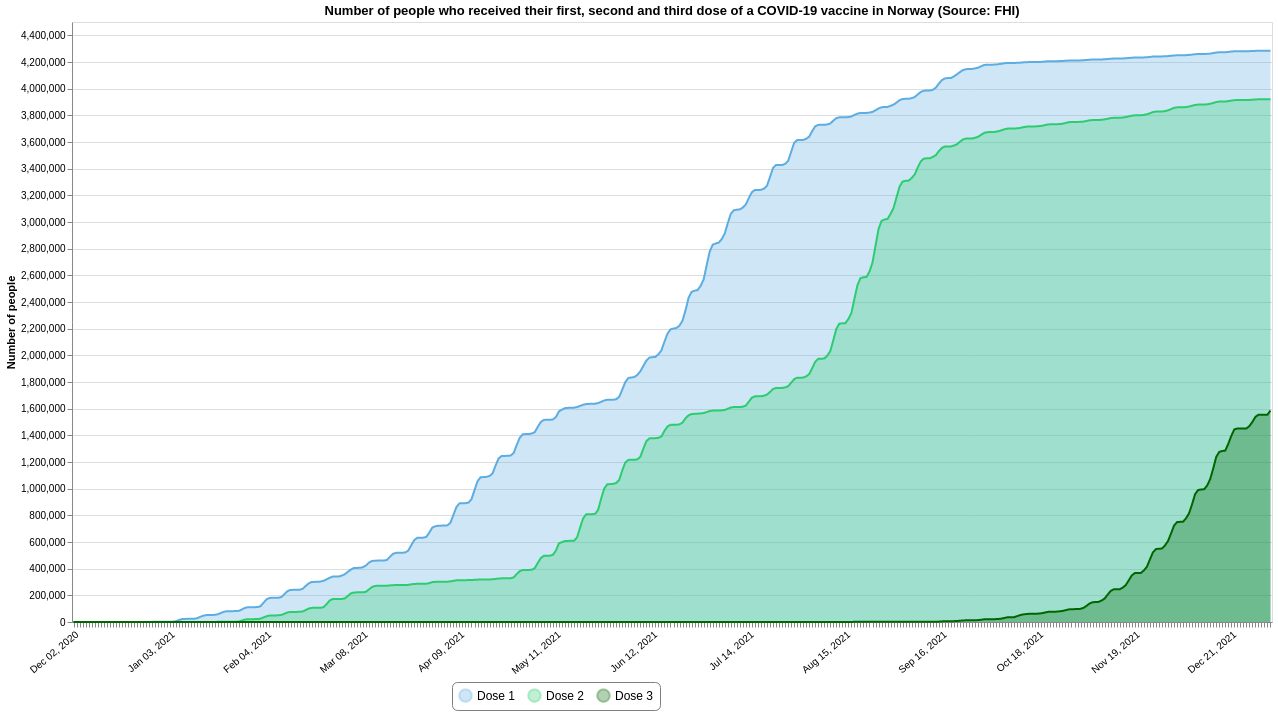 Number of people who received their first, second and third dose of a COVID-19 vaccine in Norway (Source: FHI)
Number of people
4,400,000
4,200,000
4,000,000
3,800,000
3,600,000
3,400,000
3,200,000
3,000,000
2,800,000
2,600,000
2,400,000
2,200,000
2,000,000
1,800,000
1,600,000
1,400,000
1,200,000
1,000,000
800,000
600,000
400,000
200,000
0
Dec 02, 2020
Jan 03, 2021
Feb 04, 2021
Mar 08, 2021
Apr 09, 2021
May 11, 2021
Jun 12, 2021
Jul 14, 2021
Aug 15, 2021
Sep 16, 2021
Oct 18, 2021
Nov 19, 2021
Dec 21, 2021
Dose 1
Dose 2
Dose 3